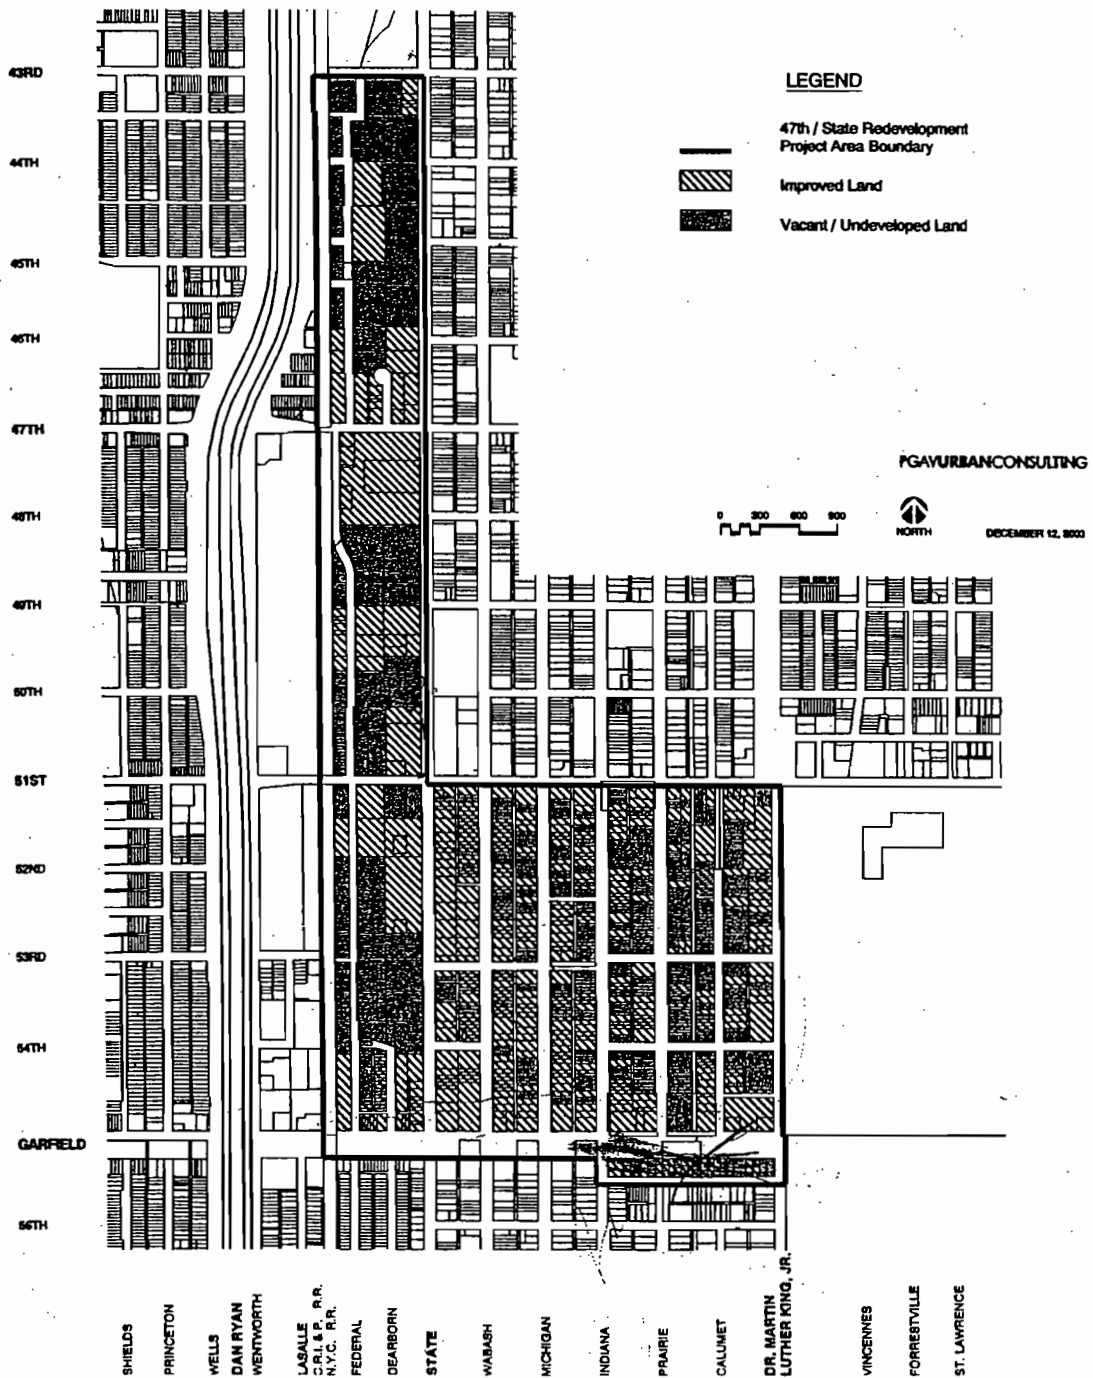 LEGEND
47th / State Redevelopment
Project Area Boundary
Improved Land
Vacant / Undeveloped Land
43RD
44TH
45TH
46TH
47TH
48TH
49TH
50TH
51ST
52ND
53RD
54TH
GARFIELD
56TH
PGAVURBANCONSULTING
0 300 600 900
NORTH
DECEMBER 12, 2003
SHIELDS
PRINCETON
WELLS
DAN RYAN
WENTWORTH
LASALLE
C.R.I. & P. R.R.
N.Y.C. R.R.
FEDERAL
DEARBORN
STATE
WABASH
MICHIGAN
INDIANA
PRAIRIE
CALUMET
DR. MARTIN
LUTHER KING, JR.
VINCENNES
FORRESTVILLE
ST. LAWRENCE